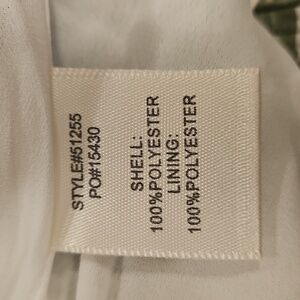 STYLE#51255
PO#15430
SHELL:
100%POLYESTER
LINING:
100%POLYESTER